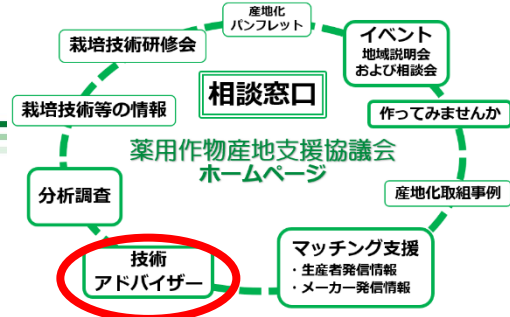 産地化
パンフレット
イベント
地域説明会
および相談会
栽培技術研修会
相談窓口
栽培技術等の情報
作ってみませんか
薬用作物産地支援協議会
ホームページ
分析調査
産地化取組事例
技術
アドバイザー
マッチング支援
・生産者発信情報
・メーカー発信情報